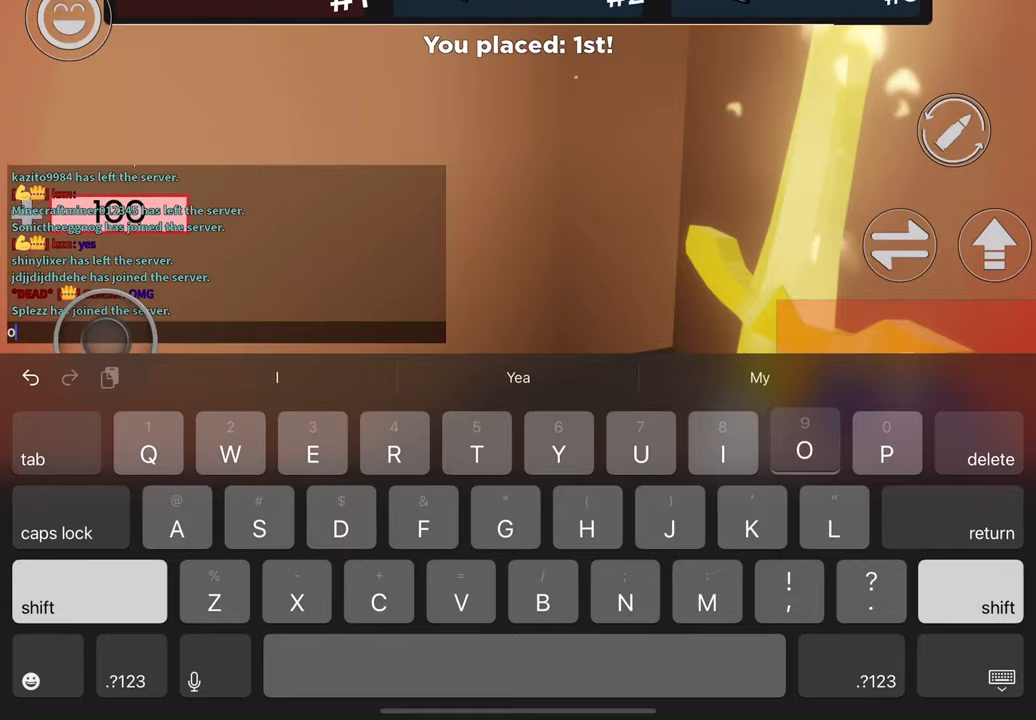 #1 #2
You placed: 1st!
kazito9984 has left the server.
100
Minecraftminer012345 has left the server.
Sonictheeggnog has joined the server.
yes
shinylixer has left the server.
jdjjdijdhdehe has joined the server.
*DEAD* OMG
Splezz has joined the server.
o
I Yea My
1 2 3 4 5 6 7 8 9 0
tab Q W E R T Y U I O P delete
@ # $ & * ( ) ' "
caps lock A S D F G H J K L return
% - + = / ; : ! ?
shift Z X C V B N M , . shift
.?123 .?123